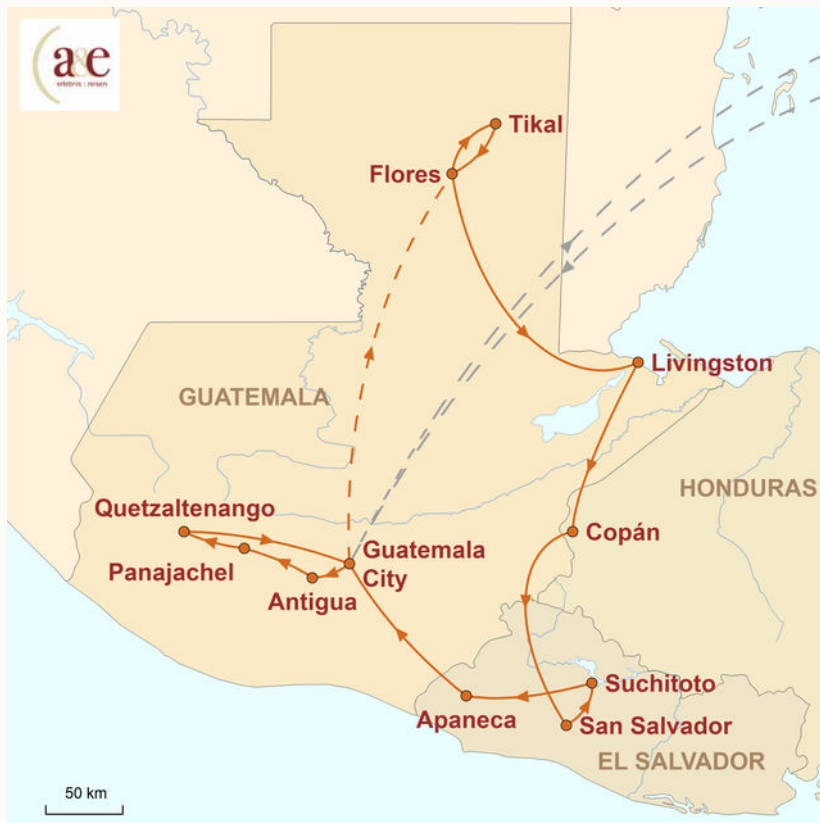 a&e
erlebnis : reisen
Tikal
Flores
Livingston
GUATEMALA
HONDURAS
Quetzaltenango
Copán
Guatemala
City
Panajachel
Antigua
Suchitoto
Apaneca
San Salvador
EL SALVADOR
50 km